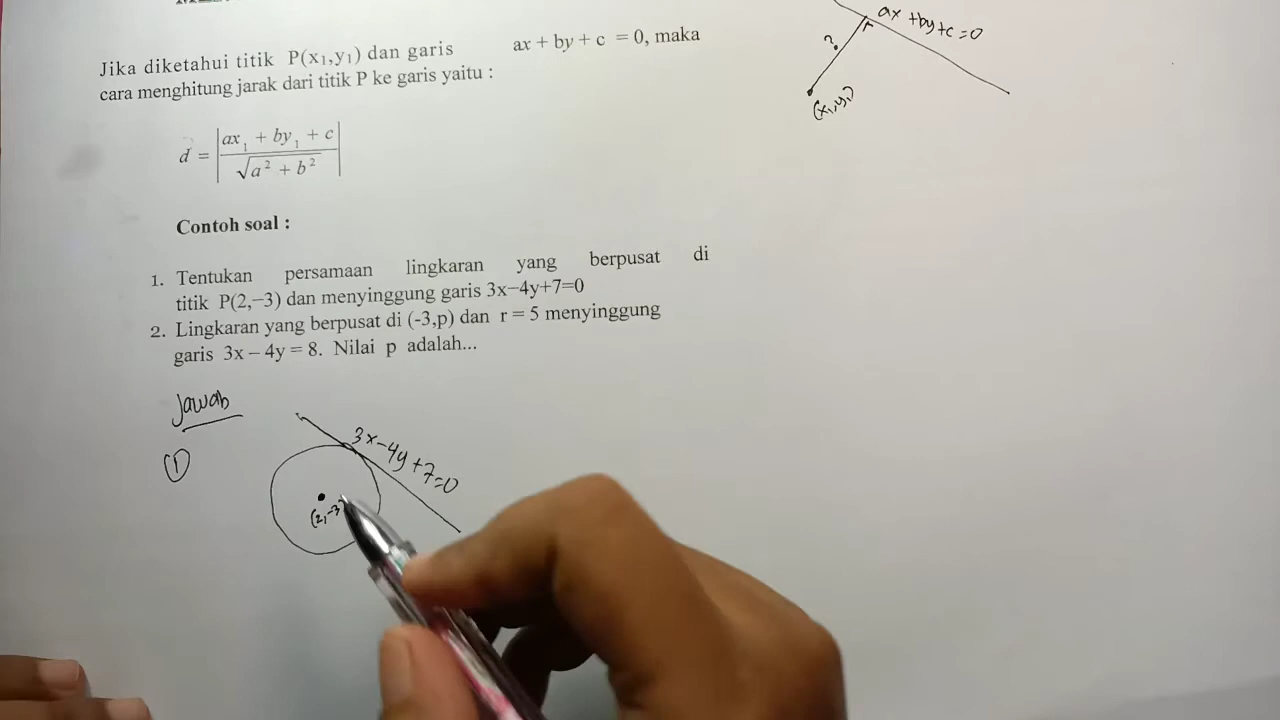 Jika diketahui titik P(x₁,y₁) dan garis ax + by + c = 0, maka
cara menghitung jarak dari titik P ke garis yaitu :
d = |(ax₁ + by₁ + c)/√(a² + b²)|
Contoh soal :
1. Tentukan persamaan lingkaran yang berpusat di
titik P(2,−3) dan menyinggung garis 3x−4y+7=0
2. Lingkaran yang berpusat di (-3,p) dan r = 5 menyinggung
garis 3x – 4y = 8. Nilai p adalah...
ax + by + c = 0
?
(x₁,y₁)
Jawab
①
3x−4y+7=0
(2,−3